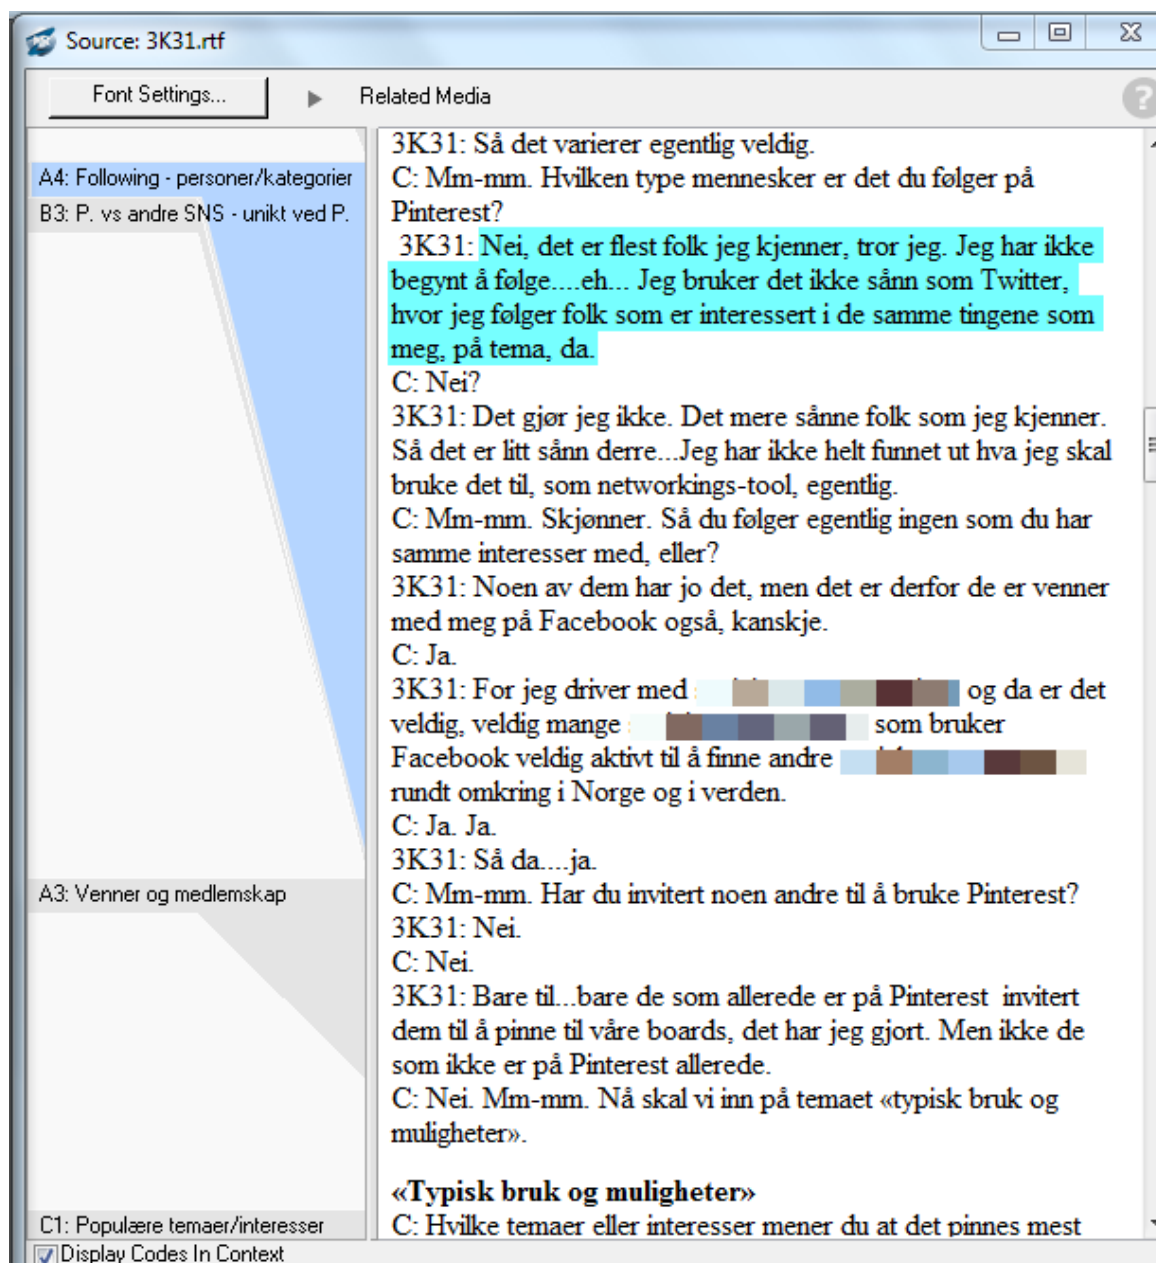 Source: 3K31.rtf
Font Settings...
Related Media
?
A4: Following - personer/kategorier
B3: P. vs andre SNS - unikt ved P.
A3: Venner og medlemskap
C1: Populære temaer/interesser
3K31: Så det varierer egentlig veldig.
C: Mm-mm. Hvilken type mennesker er det du følger på
Pinterest?
3K31: Nei, det er flest folk jeg kjenner, tror jeg. Jeg har ikke
begynt å følge....eh... Jeg bruker det ikke sånn som Twitter,
hvor jeg følger folk som er interessert i de samme tingene som
meg, på tema, da.
C: Nei?
3K31: Det gjør jeg ikke. Det mere sånne folk som jeg kjenner.
Så det er litt sånn derre...Jeg har ikke helt funnet ut hva jeg skal
bruke det til, som networkings-tool, egentlig.
C: Mm-mm. Skjønner. Så du følger egentlig ingen som du har
samme interesser med, eller?
3K31: Noen av dem har jo det, men det er derfor de er venner
med meg på Facebook også, kanskje.
C: Ja.
3K31: For jeg driver med og da er det
veldig, veldig mange som bruker
Facebook veldig aktivt til å finne andre
rundt omkring i Norge og i verden.
C: Ja. Ja.
3K31: Så da....ja.
C: Mm-mm. Har du invitert noen andre til å bruke Pinterest?
3K31: Nei.
C: Nei.
3K31: Bare til...bare de som allerede er på Pinterest invitert
dem til å pinne til våre boards, det har jeg gjort. Men ikke de
som ikke er på Pinterest allerede.
C: Nei. Mm-mm. Nå skal vi inn på temaet «typisk bruk og
muligheter».
«Typisk bruk og muligheter»
C: Hvilke temaer eller interesser mener du at det pinnes mest
Display Codes In Context